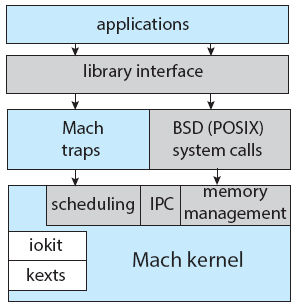 applications
library interface
Mach
traps
BSD (POSIX)
system calls
scheduling
IPC
memory
management
iokit
kexts
Mach kernel